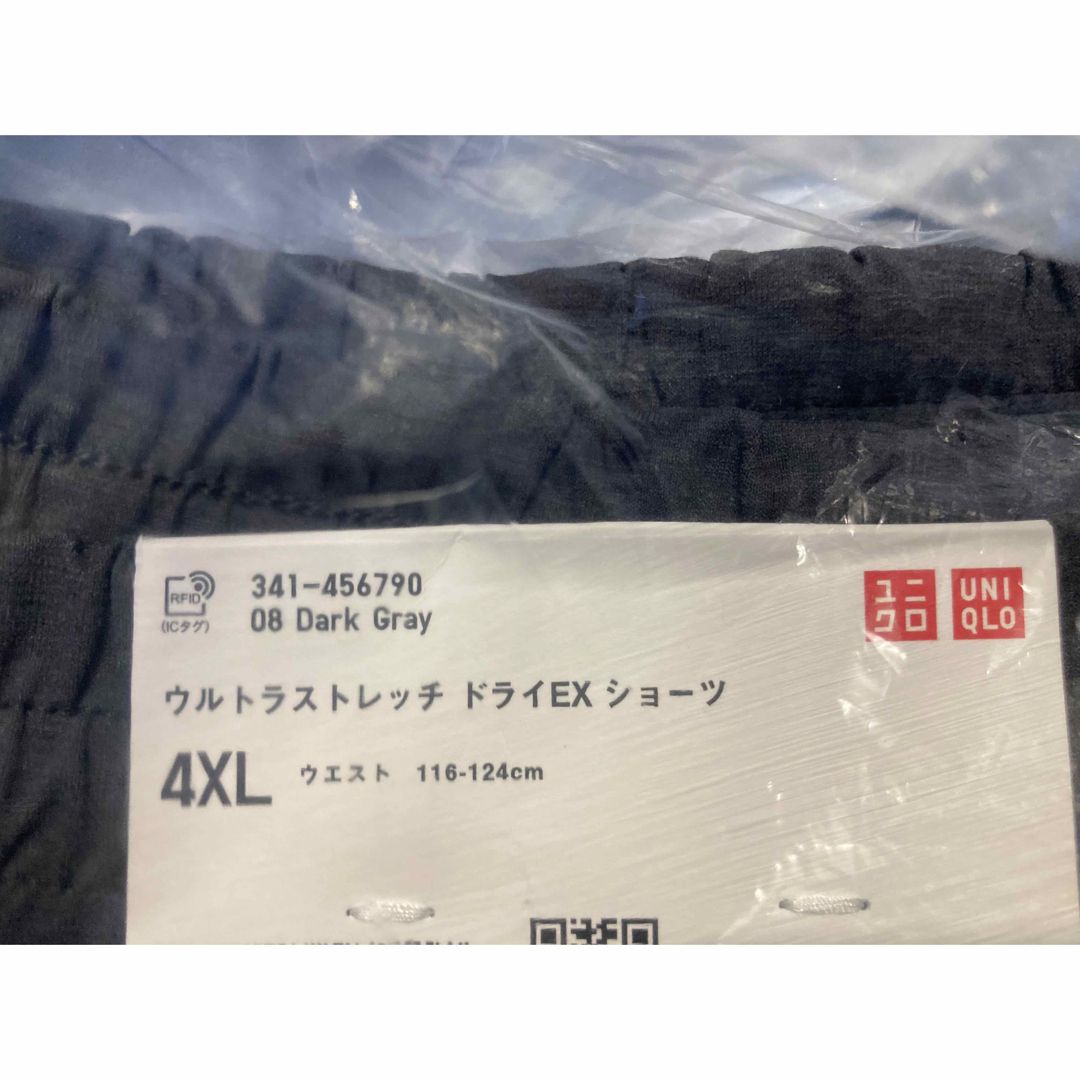 RFID
(ICタグ)
341-456790
08 Dark Gray
ユニ
クロ
UNI
QLO
ウルトラストレッチ ドライEX ショーツ
4XL ウエスト 116-124cm